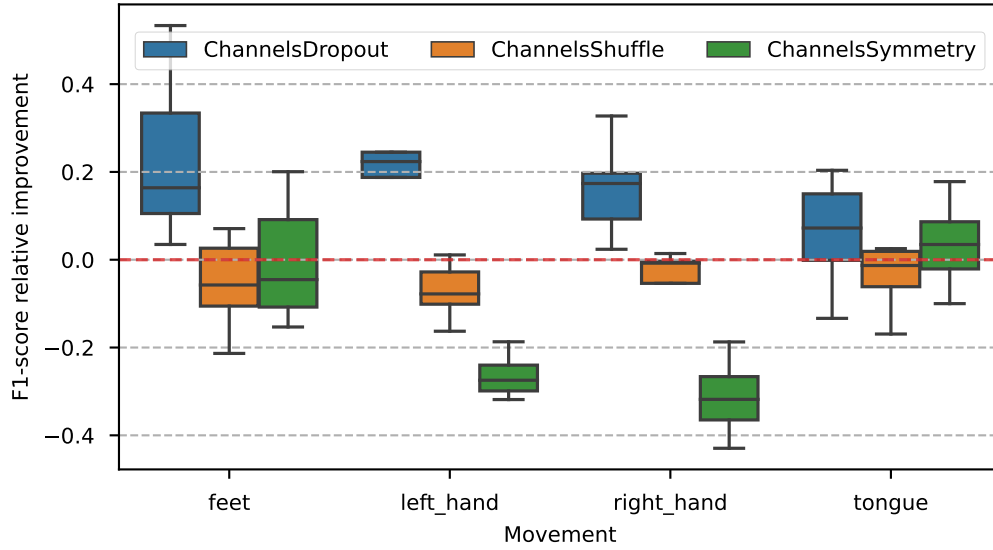 ChannelsDropout ChannelsShuffle ChannelsSymmetry
F1-score relative improvement
0.4
0.2
0.0
−0.2
−0.4
feet left_hand right_hand tongue
Movement